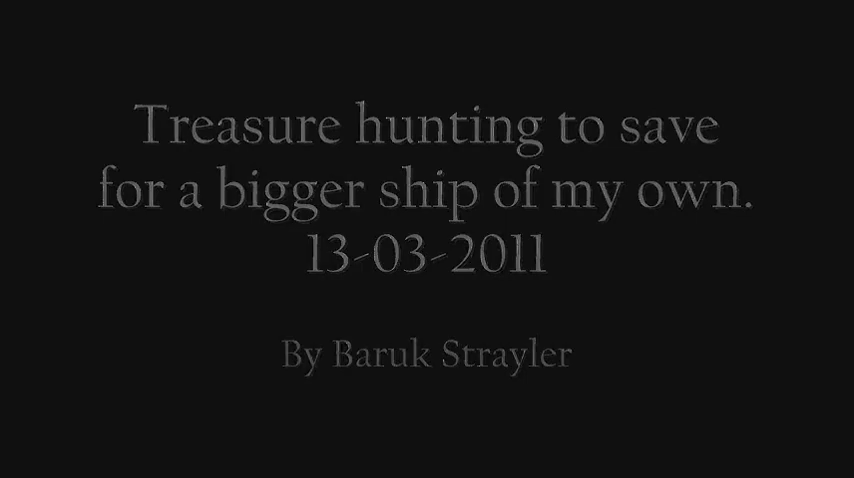 Treasure hunting to save
for a bigger ship of my own.
13-03-2011
By Baruk Strayler